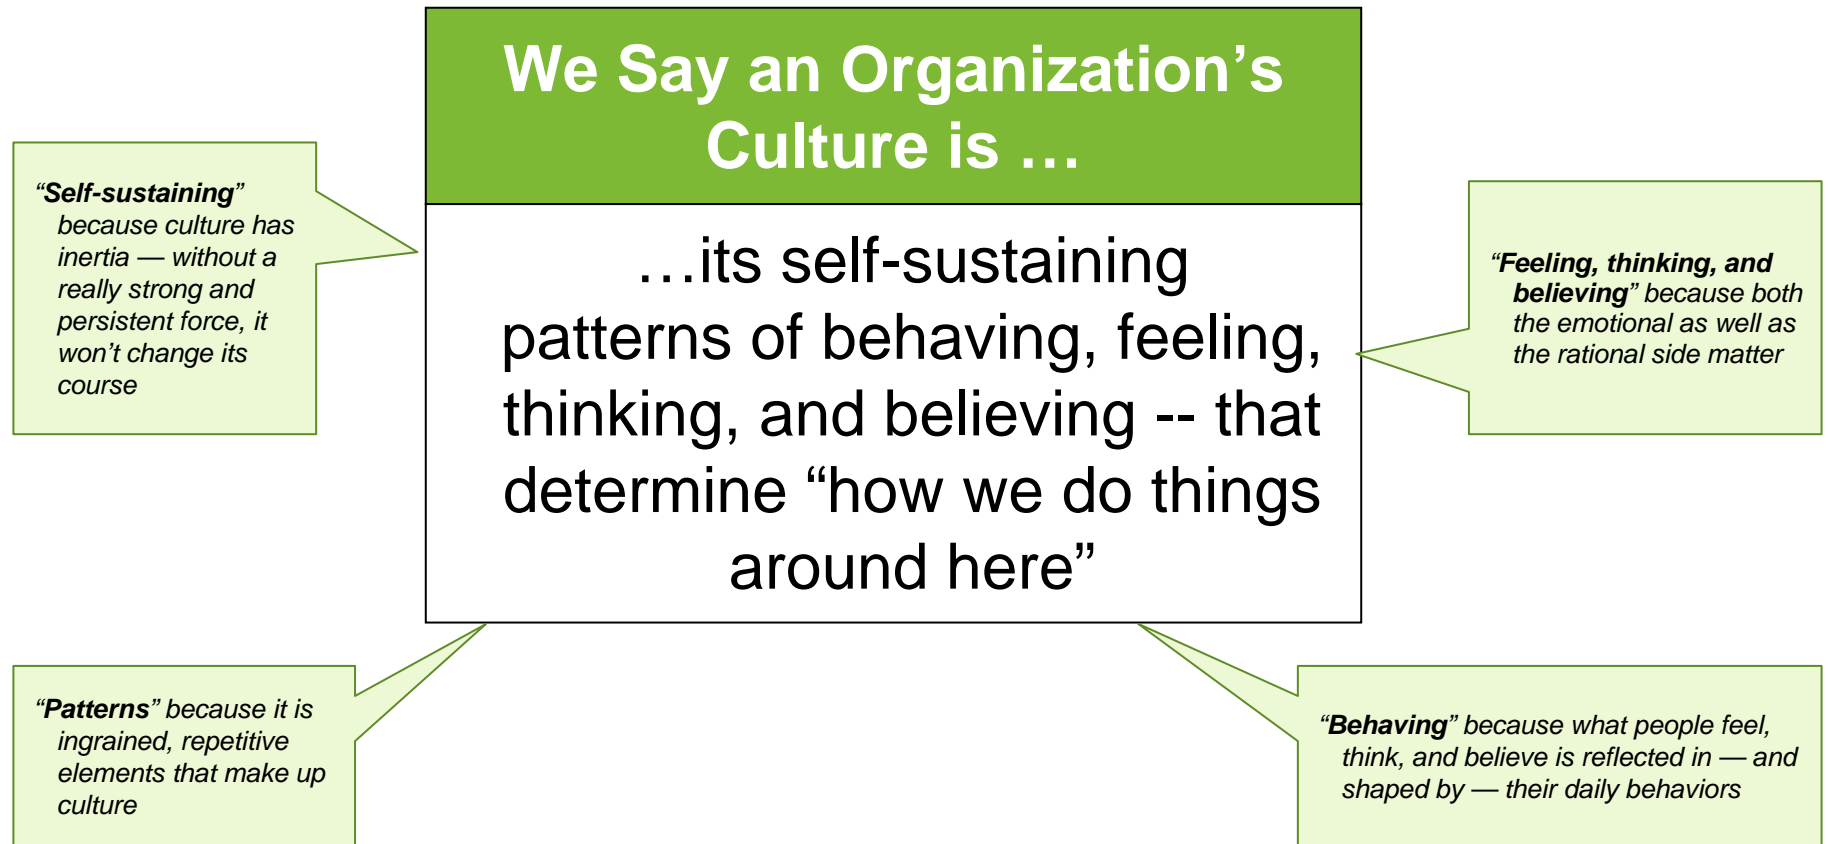 We Say an Organization’s
Culture is …
…its self-sustaining
patterns of behaving, feeling,
thinking, and believing -- that
determine “how we do things
around here”
“Self-sustaining”
because culture has
inertia — without a
really strong and
persistent force, it
won’t change its
course
“Feeling, thinking, and
believing” because both
the emotional as well as
the rational side matter
“Patterns” because it is
ingrained, repetitive
elements that make up
culture
“Behaving” because what people feel,
think, and believe is reflected in — and
shaped by — their daily behaviors